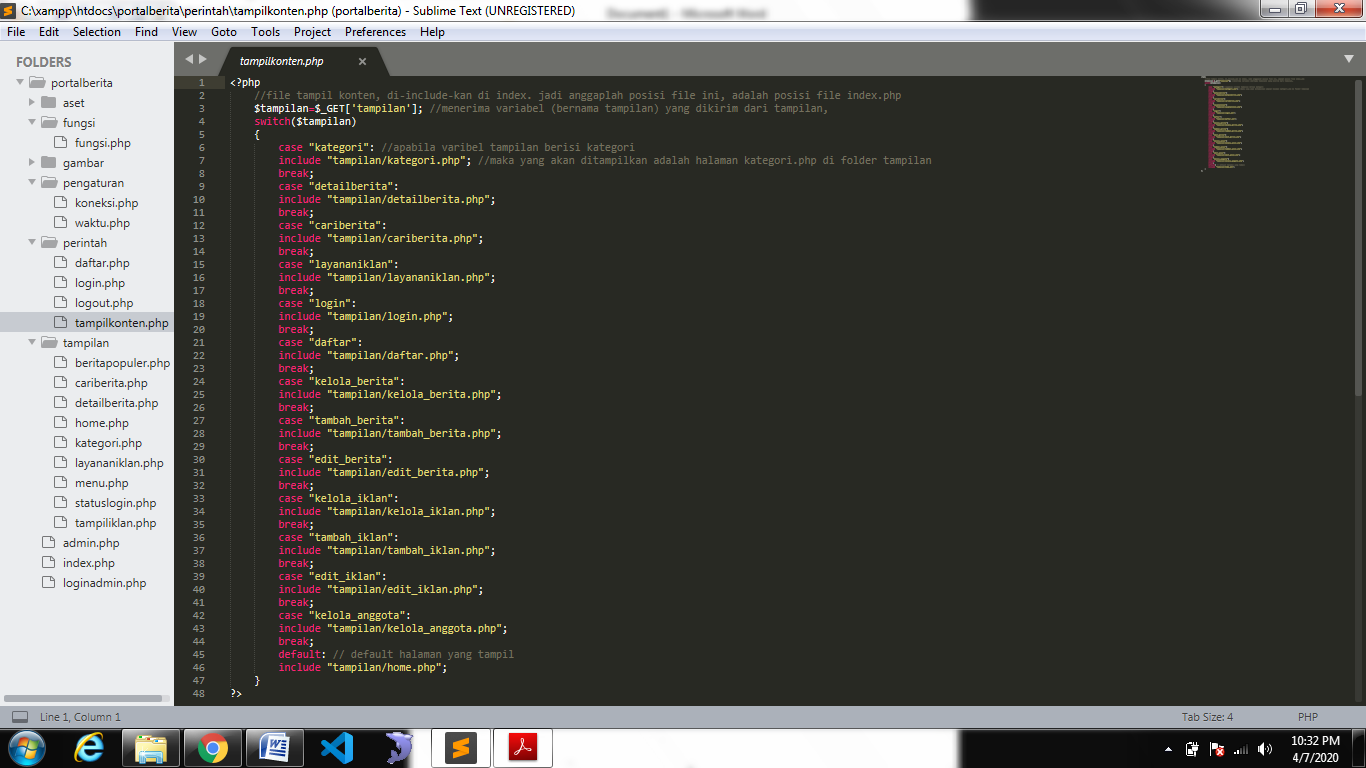 C:\xampp\htdocs\portalberita\perintah\tampilkonten.php (portalberita) - Sublime Text (UNREGISTERED)
File Edit Selection Find View Goto Tools Project Preferences Help
FOLDERS
portalberita
aset
fungsi
fungsi.php
gambar
pengaturan
koneksi.php
waktu.php
perintah
daftar.php
login.php
logout.php
tampilkonten.php
tampilan
beritapopuler.php
cariberita.php
detailberita.php
home.php
kategori.php
layananiklan.php
menu.php
statuslogin.php
tampiliklan.php
admin.php
index.php
loginadmin.php
tampilkonten.php
1 <?php
2 //file tampil konten, di-include-kan di index. jadi anggaplah posisi file ini, adalah posisi file index.php
3 $tampilan=$_GET['tampilan']; //menerima variabel (bernama tampilan) yang dikirim dari tampilan,
4 switch($tampilan)
5 {
6 case "kategori": //apabila varibel tampilan berisi kategori
7 include "tampilan/kategori.php"; //maka yang akan ditampilkan adalah halaman kategori.php di folder tampilan
8 break;
9 case "detailberita":
10 include "tampilan/detailberita.php";
11 break;
12 case "cariberita":
13 include "tampilan/cariberita.php";
14 break;
15 case "layananiklan":
16 include "tampilan/layananiklan.php";
17 break;
18 case "login":
19 include "tampilan/login.php";
20 break;
21 case "daftar":
22 include "tampilan/daftar.php";
23 break;
24 case "kelola_berita":
25 include "tampilan/kelola_berita.php";
26 break;
27 case "tambah_berita":
28 include "tampilan/tambah_berita.php";
29 break;
30 case "edit_berita":
31 include "tampilan/edit_berita.php";
32 break;
33 case "kelola_iklan":
34 include "tampilan/kelola_iklan.php";
35 break;
36 case "tambah_iklan":
37 include "tampilan/tambah_iklan.php";
38 break;
39 case "edit_iklan":
40 include "tampilan/edit_iklan.php";
41 break;
42 case "kelola_anggota":
43 include "tampilan/kelola_anggota.php";
44 break;
45 default: // default halaman yang tampil
46 include "tampilan/home.php";
47 }
48 ?>
Line 1, Column 1
Tab Size: 4
PHP
10:32 PM
4/7/2020